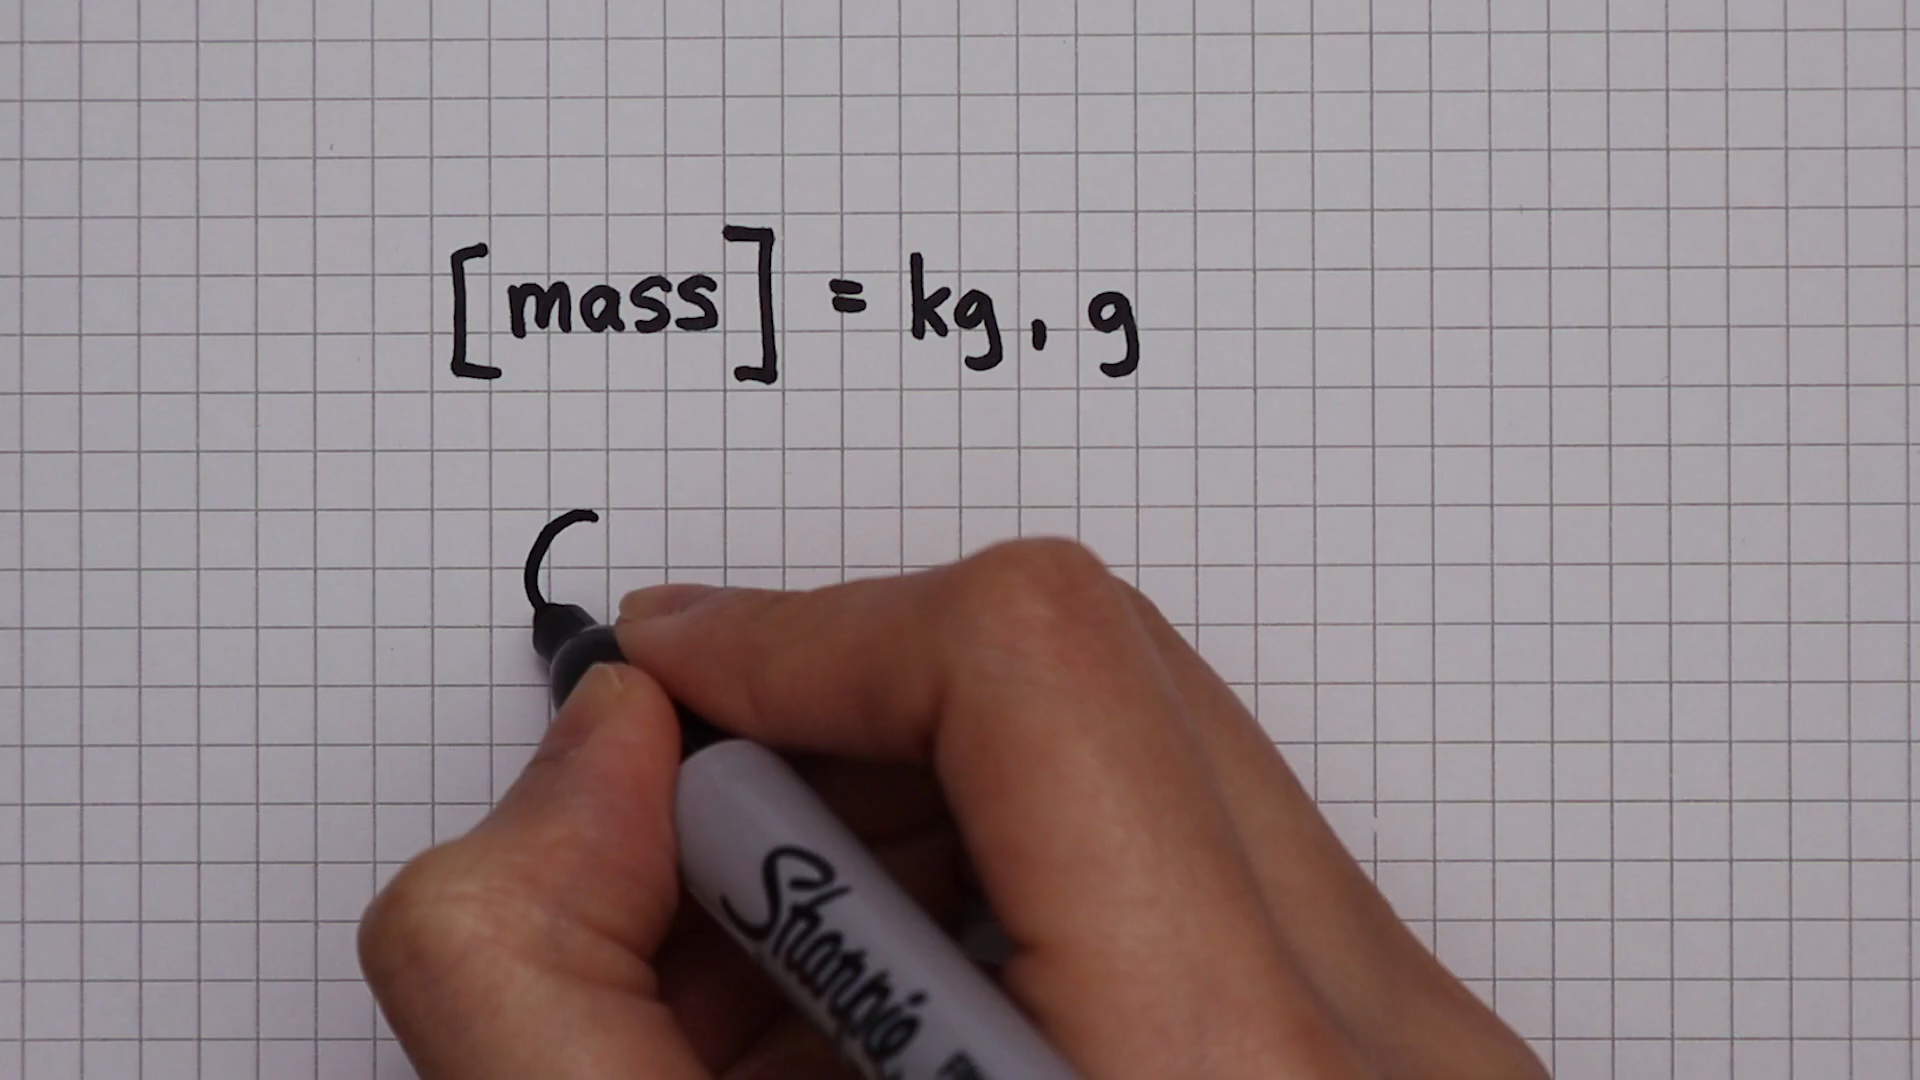 [mass] = kg, g
Sharpie